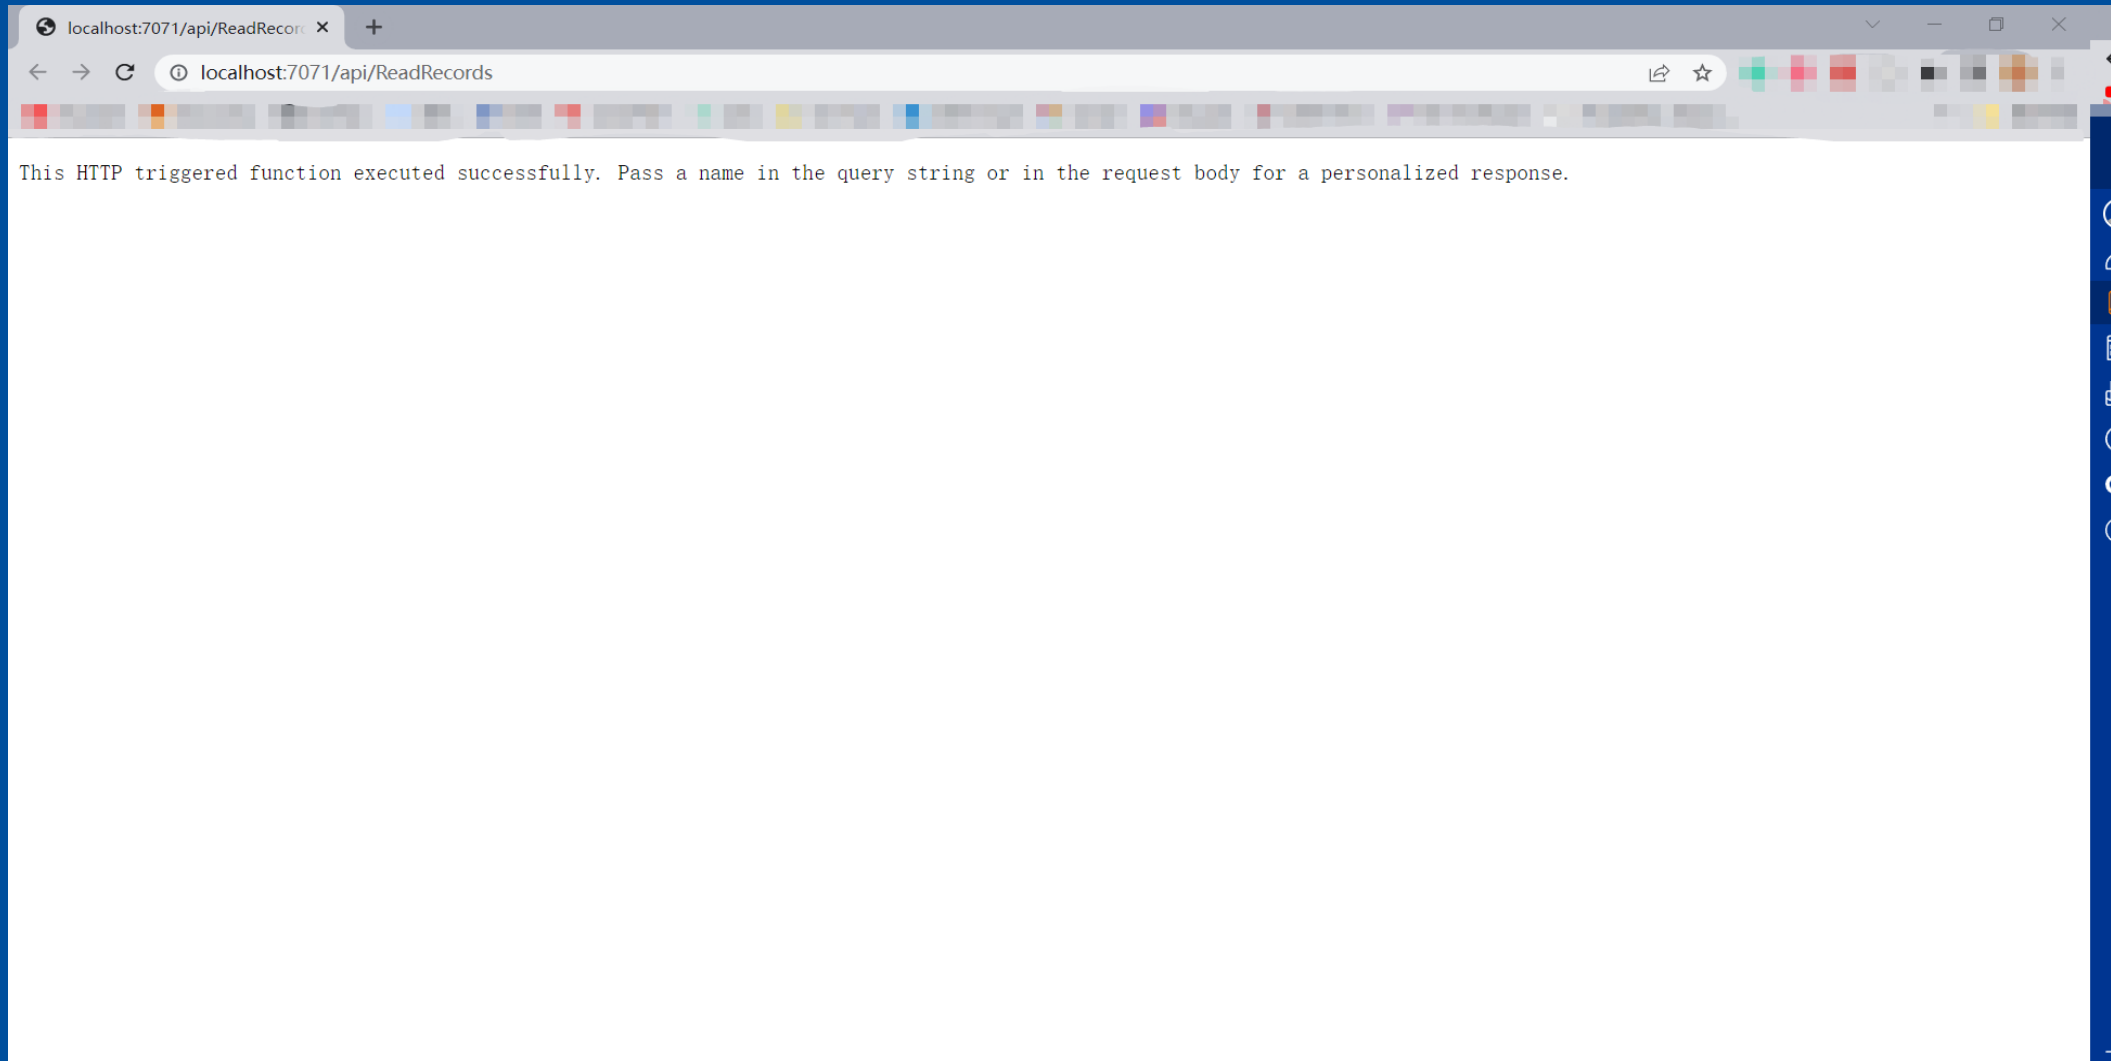 localhost:7071/api/ReadRecor
localhost:7071/api/ReadRecords
This HTTP triggered function executed successfully. Pass a name in the query string or in the request body for a personalized response.